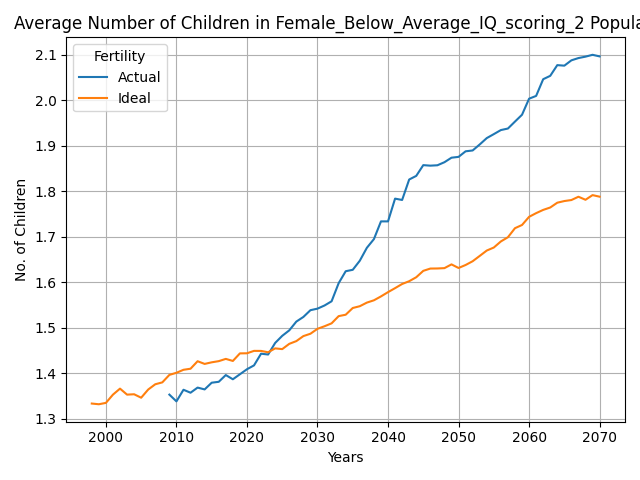 Average Number of Children in Female_Below_Average_IQ_scoring_2 Popula
Fertility
Actual
Ideal
2.1
2.0
1.9
1.8
1.7
1.6
1.5
1.4
1.3
No. of Children
2000 2010 2020 2030 2040 2050 2060 2070
Years